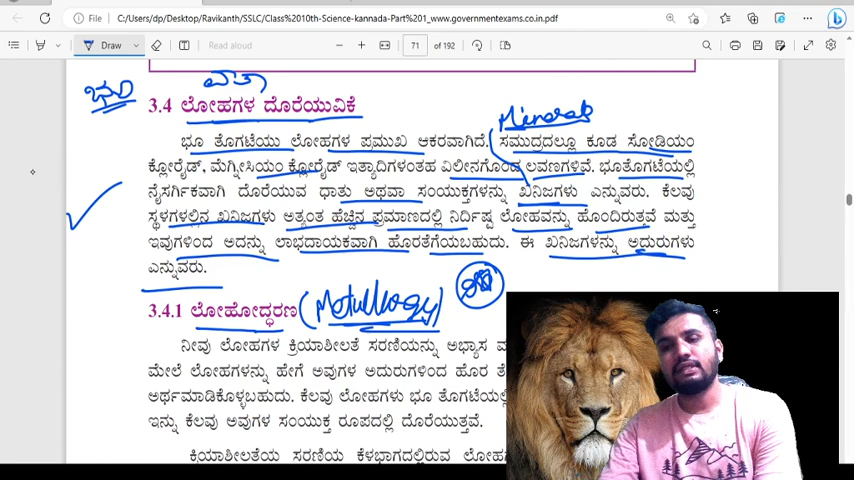 File | C:/Users/dp/Desktop/Ravikanth/SSLC/Class%2010th-Science-kannada-Part%201_www.governmentexams.co.in.pdf
Draw Read aloud 71 of 192
3.4 ಲೋಹಗಳ ದೊರೆಯುವಿಕೆ
Minerals
ಭೂ ತೊಗಟೆಯು ಲೋಹಗಳ ಪ್ರಮುಖ ಆಕರವಾಗಿದೆ. ಸಮುದ್ರದಲ್ಲೂ ಕೂಡ ಸೋಡಿಯಂ
ಕ್ಲೋರೈಡ್, ಮೆಗ್ನೀಸಿಯಂ ಕ್ಲೋರೈಡ್ ಇತ್ಯಾದಿಗಳಂತಹ ವಿಲೀನಗೊಂಡ ಲವಣಗಳಿವೆ. ಭೂತೊಗಟೆಯಲ್ಲಿ
ನೈಸರ್ಗಿಕವಾಗಿ ದೊರೆಯುವ ಧಾತು ಅಥವಾ ಸಂಯುಕ್ತಗಳನ್ನು ಖನಿಜಗಳು ಎನ್ನುವರು. ಕೆಲವು
ಸ್ಥಳಗಳಲ್ಲಿನ ಖನಿಜಗಳು ಅತ್ಯಂತ ಹೆಚ್ಚಿನ ಪ್ರಮಾಣದಲ್ಲಿ ನಿರ್ದಿಷ್ಟ ಲೋಹವನ್ನು ಹೊಂದಿರುತ್ತವೆ ಮತ್ತು
ಇವುಗಳಿಂದ ಅದನ್ನು ಲಾಭದಾಯಕವಾಗಿ ಹೊರತೆಗೆಯಬಹುದು. ಈ ಖನಿಜಗಳನ್ನು ಅದುರುಗಳು
ಎನ್ನುವರು.
3.4.1 ಲೋಹೋದ್ಧರಣ (Metallurgy)
ನೀವು ಲೋಹಗಳ ಕ್ರಿಯಾಶೀಲತೆ ಸರಣಿಯನ್ನು ಅಭ್ಯಾಸ
ಮೇಲೆ ಲೋಹಗಳನ್ನು ಹೇಗೆ ಅವುಗಳ ಅದುರುಗಳಿಂದ ಹೊರ
ಅರ್ಥಮಾಡಿಕೊಳ್ಳಬಹುದು. ಕೆಲವು ಲೋಹಗಳು ಭೂ ತೊಗಟೆಯಲ್ಲಿ
ಇನ್ನು ಕೆಲವು ಅವುಗಳ ಸಂಯುಕ್ತ ರೂಪದಲ್ಲಿ ದೊರೆಯುತ್ತವೆ.
ಕ್ರಿಯಾಶೀಲತೆಯ ಸರಣಿಯ ಕೆಳಭಾಗದಲ್ಲಿರುವ